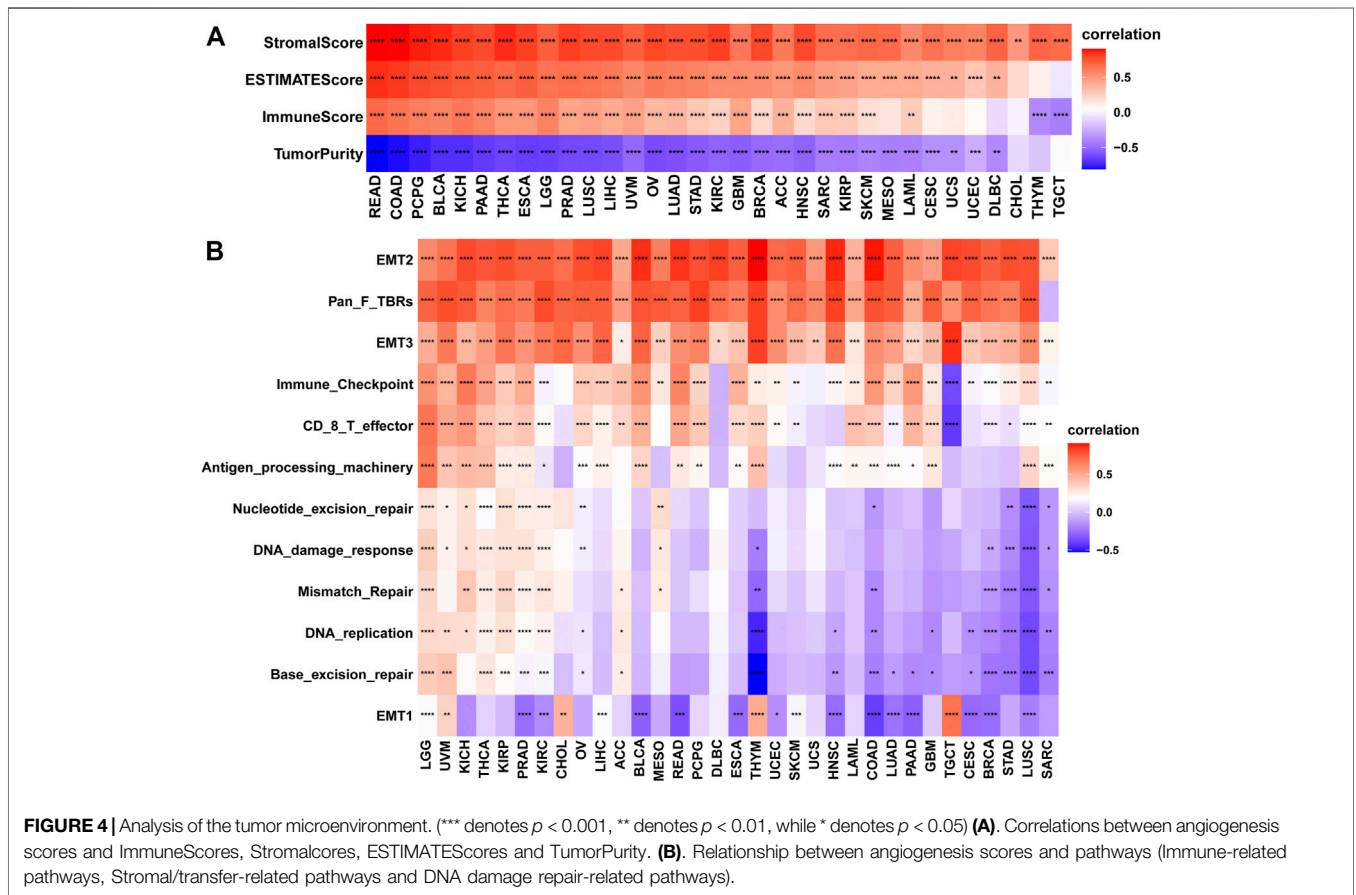 A
StromalScore
ESTIMATEScore
ImmuneScore
TumorPurity
READ COAD PCPG BLCA KICH PAAD THCA ESCA LGG PRAD LUSC LIHC UVM OV LUAD STAD KIRC GBM BRCA ACC HNSC SARC KIRP SKCM MESO LAML CESC UCS UCEC DLBC CHOL THYM TGCT
correlation
0.5
0.0
−0.5
B
EMT2
Pan_F_TBRs
EMT3
Immune_Checkpoint
CD_8_T_effector
Antigen_processing_machinery
Nucleotide_excision_repair
DNA_damage_response
Mismatch_Repair
DNA_replication
Base_excision_repair
EMT1
LGG UVM KICH THCA KIRP PRAD KIRC CHOL OV LIHC ACC BLCA MESO READ PCPG DLBC ESCA THYM UCEC SKCM UCS HNSC LAML COAD LUAD PAAD GBM TGCT CESC BRCA STAD LUSC SARC
correlation
0.5
0.0
−0.5
FIGURE 4 | Analysis of the tumor microenvironment. (*** denotes p < 0.001, ** denotes p < 0.01, while * denotes p < 0.05) (A). Correlations between angiogenesis
scores and ImmuneScores, Stromalcores, ESTIMATEScores and TumorPurity. (B). Relationship between angiogenesis scores and pathways (Immune-related
pathways, Stromal/transfer-related pathways and DNA damage repair-related pathways).